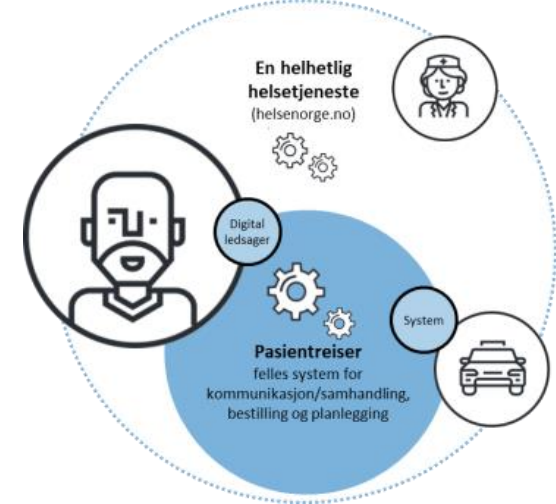 En helhetlig
helsetjeneste
(helsenorge.no)
Digital
ledsager
System
Pasientreiser
felles system for
kommunikasjon/samhandling,
bestilling og planlegging